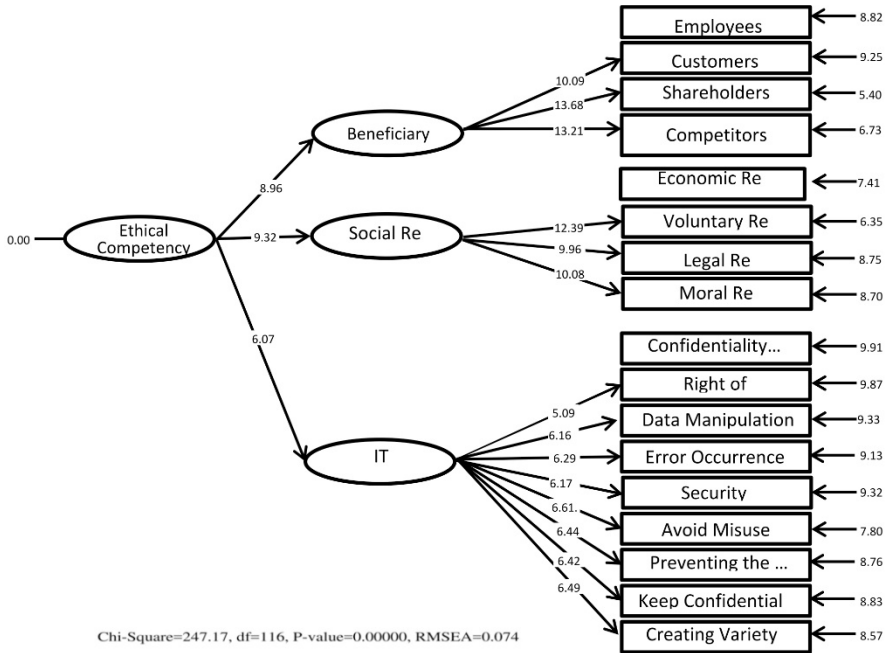 Employees
8.82
Customers
9.25
10.09
Shareholders
5.40
13.68
Beneficiary
13.21
Competitors
6.73
8.96
Economic Re
7.41
0.00
Ethical
Competency
9.32
Social Re
12.39
Voluntary Re
6.35
9.96
Legal Re
8.75
10.08
Moral Re
8.70
6.07
Confidentiality...
9.91
Right of
9.87
5.09
Data Manipulation
9.33
6.16
IT
6.29
Error Occurrence
9.13
6.17
Security
9.32
6.61.
Avoid Misuse
7.80
6.44
Preventing the ...
8.76
6.42
Keep Confidential
8.83
6.49
Creating Variety
8.57
Chi-Square=247.17, df=116, P-value=0.00000, RMSEA=0.074